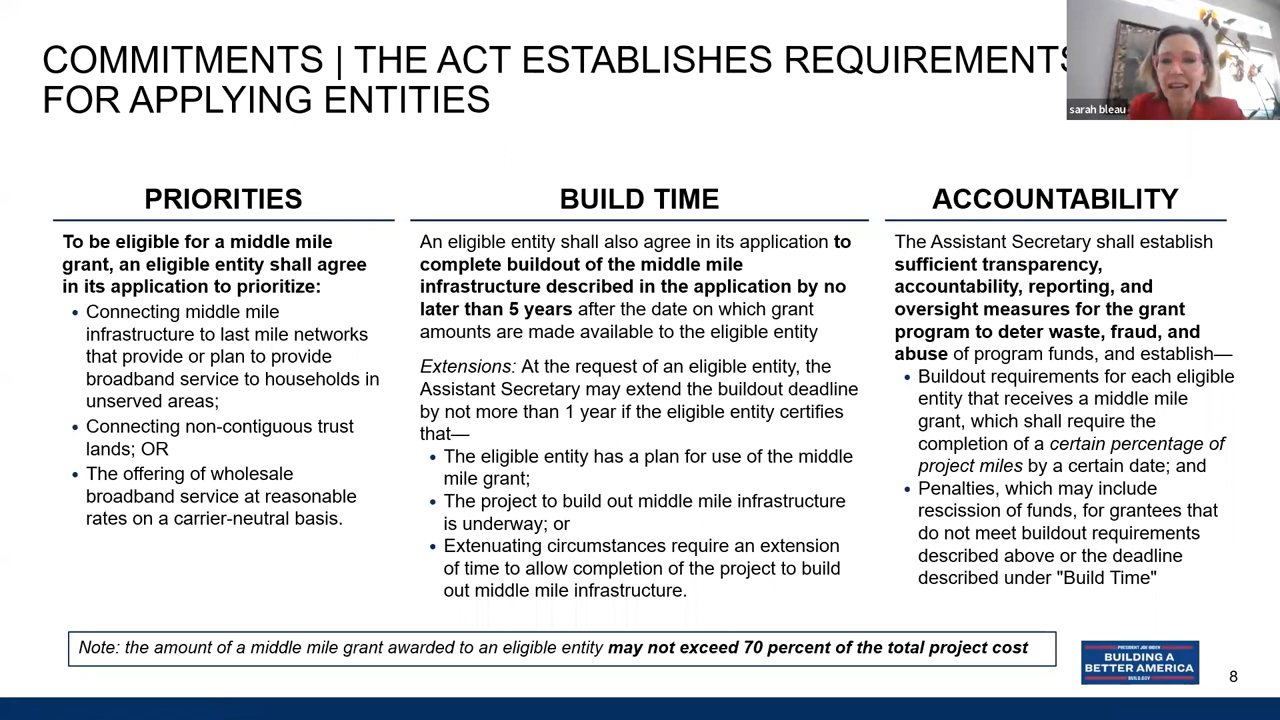 COMMITMENTS | THE ACT ESTABLISHES REQUIREMENTS
FOR APPLYING ENTITIES
sarah bleau
PRIORITIES
To be eligible for a middle mile
grant, an eligible entity shall agree
in its application to prioritize:
• Connecting middle mile
infrastructure to last mile networks
that provide or plan to provide
broadband service to households in
unserved areas;
• Connecting non-contiguous trust
lands; OR
• The offering of wholesale
broadband service at reasonable
rates on a carrier-neutral basis.
BUILD TIME
An eligible entity shall also agree in its application to
complete buildout of the middle mile
infrastructure described in the application by no
later than 5 years after the date on which grant
amounts are made available to the eligible entity
Extensions: At the request of an eligible entity, the
Assistant Secretary may extend the buildout deadline
by not more than 1 year if the eligible entity certifies
that—
• The eligible entity has a plan for use of the middle
mile grant;
• The project to build out middle mile infrastructure
is underway; or
• Extenuating circumstances require an extension
of time to allow completion of the project to build
out middle mile infrastructure.
ACCOUNTABILITY
The Assistant Secretary shall establish
sufficient transparency,
accountability, reporting, and
oversight measures for the grant
program to deter waste, fraud, and
abuse of program funds, and establish—
• Buildout requirements for each eligible
entity that receives a middle mile
grant, which shall require the
completion of a certain percentage of
project miles by a certain date; and
• Penalties, which may include
rescission of funds, for grantees that
do not meet buildout requirements
described above or the deadline
described under "Build Time"
Note: the amount of a middle mile grant awarded to an eligible entity may not exceed 70 percent of the total project cost
PRESIDENT JOE BIDEN
BUILDING A
BETTER AMERICA
BUILD.GOV
8